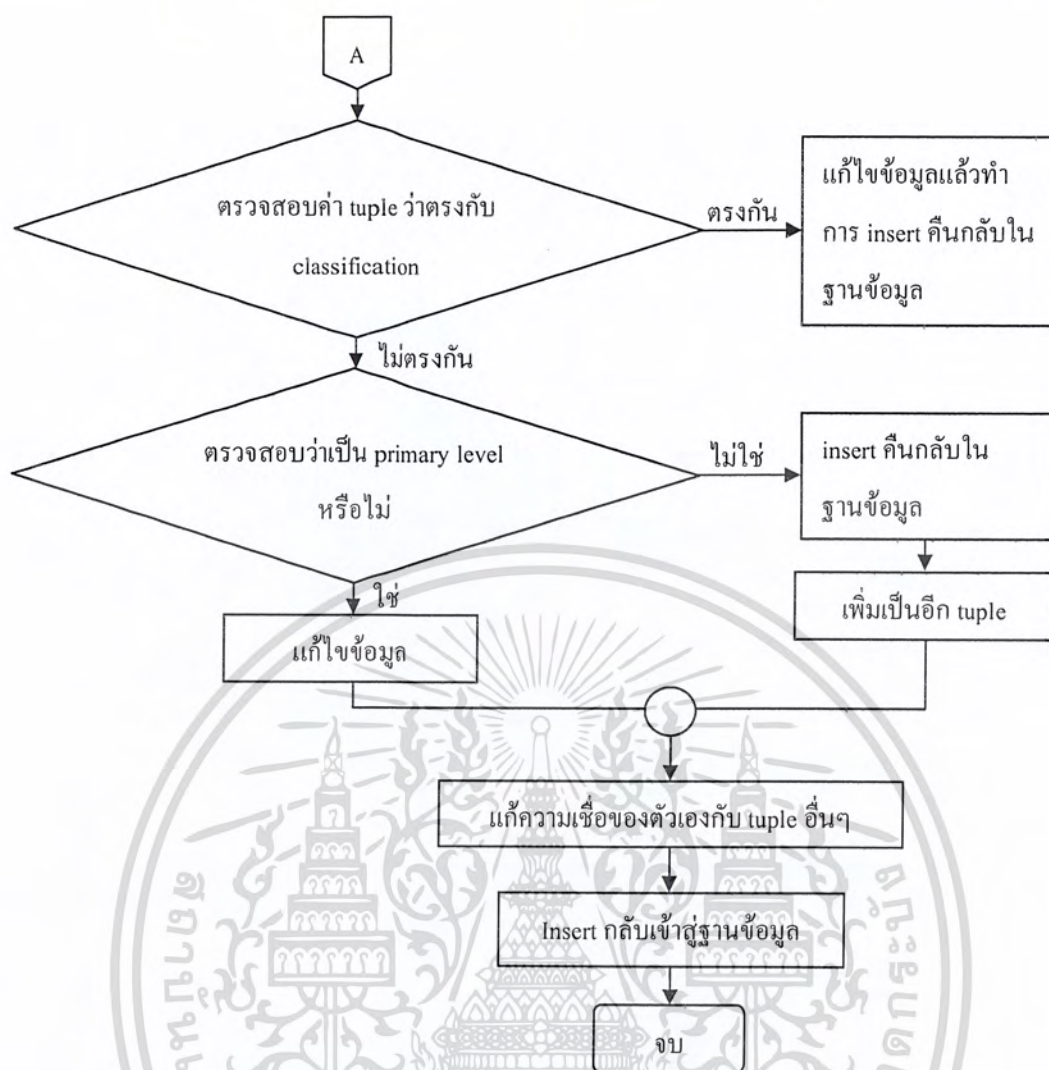 A
ตรวจสอบค่า tuple ว่าตรงกับ
classification
ตรงกัน
แก้ไขข้อมูลแล้วทำ
การ insert คืนกลับใน
ฐานข้อมูล
ไม่ตรงกัน
ตรวจสอบว่าเป็น primary level
หรือไม่
ไม่ใช่
insert คืนกลับใน
ฐานข้อมูล
ใช่
แก้ไขข้อมูล
เพิ่มเป็นอีก tuple
แก้ความเชื่อของตัวเองกับ tuple อื่นๆ
Insert กลับเข้าสู่ฐานข้อมูล
จบ